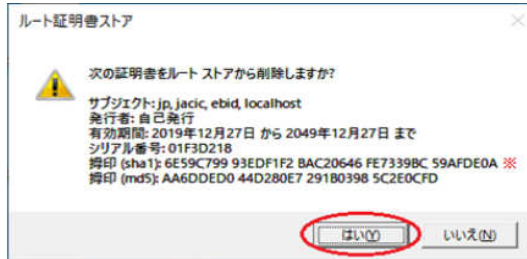 ルート証明書ストア
次の証明書をルート ストアから削除しますか?
サブジェクト: jp, jacic, ebid, localhost
発行者: 自己発行
有効期間: 2019年12月27日 から 2049年12月27日 まで
シリアル番号: 01F3D218
拇印 (sha1): 6E59C799 93EDF1F2 BAC20646 FE7339BC 59AFDE0A ※
拇印 (md5): AA6DDED0 44D280E7 291B0398 5C2E0CFD
はい(Y) いいえ(N)